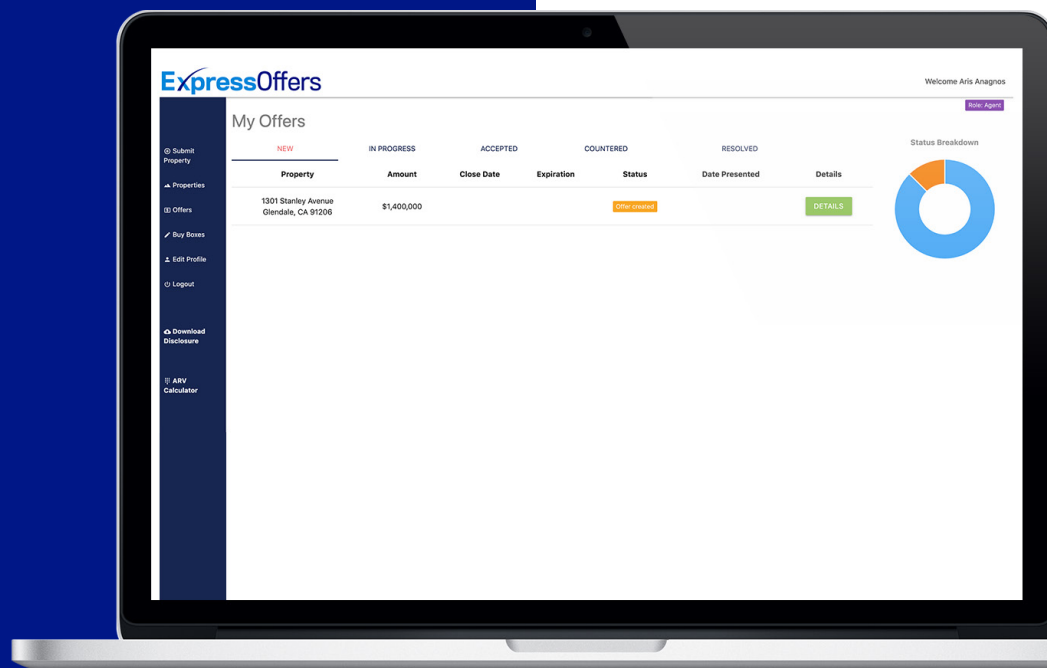 ExpressOffers
Welcome Aris Anagnos
Role: Agent
My Offers
Submit
Property
Properties
Offers
Buy Boxes
Edit Profile
Logout
Download
Disclosure
ARV
Calculator
NEW IN PROGRESS ACCEPTED COUNTERED RESOLVED
Property Amount Close Date Expiration Status Date Presented Details
1301 Stanley Avenue
Glendale, CA 91206
$1,400,000
Offer created
DETAILS
Status Breakdown